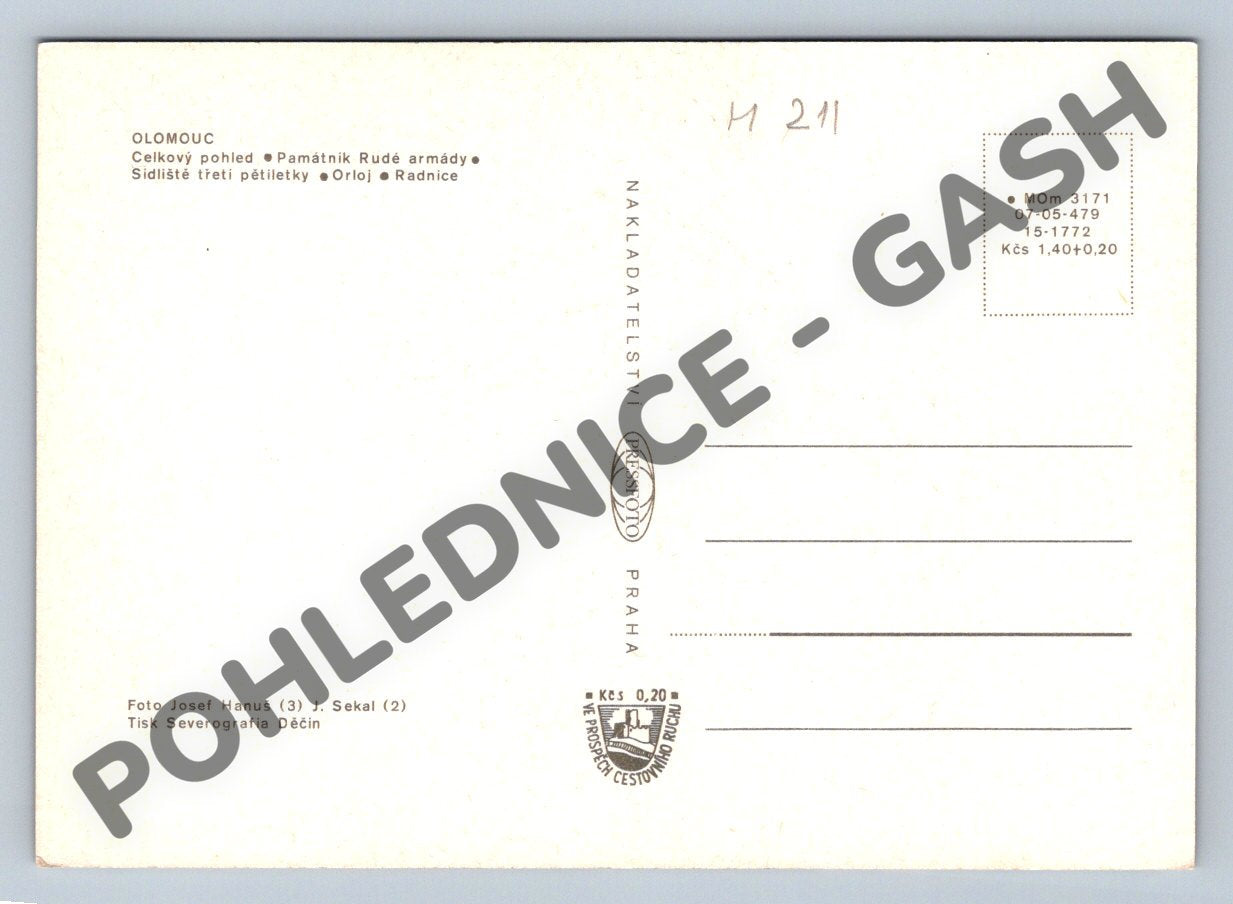 OLOMOUC
Celkový pohled • Památník Rudé armády •
Sídliště třetí pětiletky • Orloj • Radnice
M 211
• MOm 3171
07-05-479
15-1772
Kčs 1,40+0,20
NAKLADATELSTVÍ PRESSFOTO PRAHA
POHLEDNICE - GASH
Foto Josef Hanuš (3) J. Sekal (2)
Tisk Severografia Děčín
Kčs 0,20
VE PROSPĚCH CESTOVNÍHO RUCHU